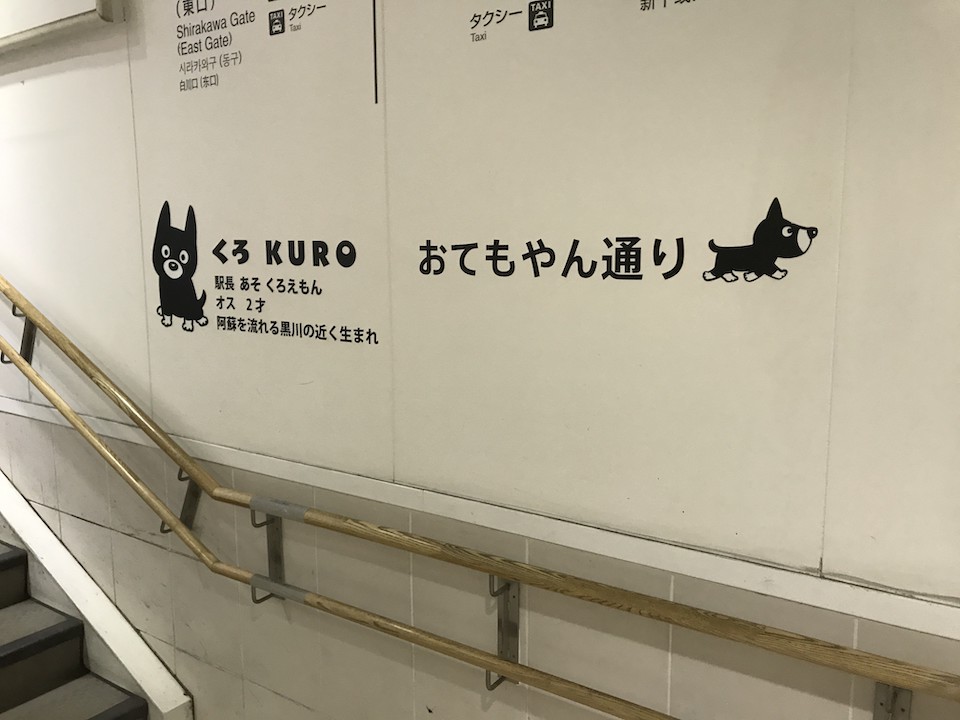 (東口)
Shirakawa Gate
(East Gate)
시라카와구 (동구)
白川口 (东口)
タクシー
Taxi
TAXI
タクシー
Taxi
TAXI
くろ KURO
駅長 あそ くろえもん
オス 2才
阿蘇を流れる黒川の近く生まれ
おてもやん通り